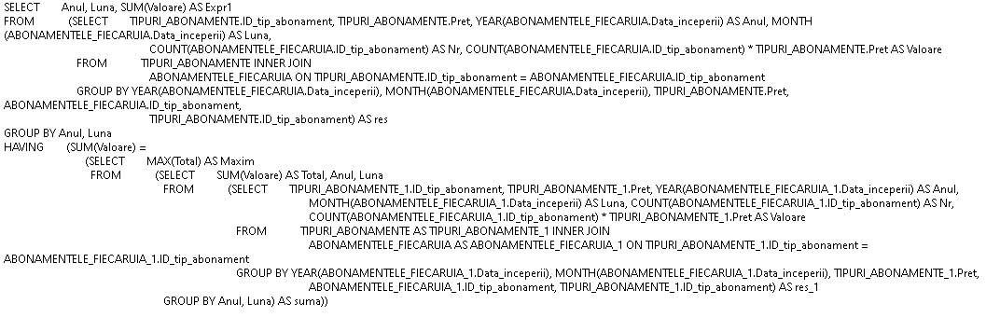 SELECT Anul, Luna, SUM(Valoare) AS Expr1
FROM (SELECT TIPURI_ABONAMENTE.ID_tip_abonament, TIPURI_ABONAMENTE.Pret, YEAR(ABONAMENTELE_FIECARUIA.Data_inceperii) AS Anul, MONTH
(ABONAMENTELE_FIECARUIA.Data_inceperii) AS Luna,
COUNT(ABONAMENTELE_FIECARUIA.ID_tip_abonament) AS Nr, COUNT(ABONAMENTELE_FIECARUIA.ID_tip_abonament) * TIPURI_ABONAMENTE.Pret AS Valoare
FROM TIPURI_ABONAMENTE INNER JOIN
ABONAMENTELE_FIECARUIA ON TIPURI_ABONAMENTE.ID_tip_abonament = ABONAMENTELE_FIECARUIA.ID_tip_abonament
GROUP BY YEAR(ABONAMENTELE_FIECARUIA.Data_inceperii), MONTH(ABONAMENTELE_FIECARUIA.Data_inceperii), TIPURI_ABONAMENTE.Pret,
ABONAMENTELE_FIECARUIA.ID_tip_abonament,
TIPURI_ABONAMENTE.ID_tip_abonament) AS res
GROUP BY Anul, Luna
HAVING (SUM(Valoare) =
(SELECT MAX(Total) AS Maxim
FROM (SELECT SUM(Valoare) AS Total, Anul, Luna
FROM (SELECT TIPURI_ABONAMENTE_1.ID_tip_abonament, TIPURI_ABONAMENTE_1.Pret, YEAR(ABONAMENTELE_FIECARUIA_1.Data_inceperii) AS Anul,
MONTH(ABONAMENTELE_FIECARUIA_1.Data_inceperii) AS Luna, COUNT(ABONAMENTELE_FIECARUIA_1.ID_tip_abonament) AS Nr,
COUNT(ABONAMENTELE_FIECARUIA_1.ID_tip_abonament) * TIPURI_ABONAMENTE_1.Pret AS Valoare
FROM TIPURI_ABONAMENTE AS TIPURI_ABONAMENTE_1 INNER JOIN
ABONAMENTELE_FIECARUIA AS ABONAMENTELE_FIECARUIA_1 ON TIPURI_ABONAMENTE_1.ID_tip_abonament =
ABONAMENTELE_FIECARUIA_1.ID_tip_abonament
GROUP BY YEAR(ABONAMENTELE_FIECARUIA_1.Data_inceperii), MONTH(ABONAMENTELE_FIECARUIA_1.Data_inceperii), TIPURI_ABONAMENTE_1.Pret,
ABONAMENTELE_FIECARUIA_1.ID_tip_abonament, TIPURI_ABONAMENTE_1.ID_tip_abonament) AS res_1
GROUP BY Anul, Luna) AS suma))